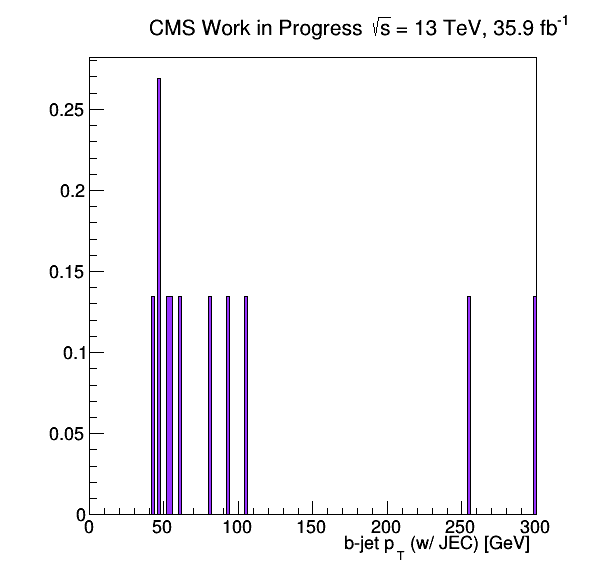 CMS Work in Progress √s = 13 TeV, 35.9 fb⁻¹
0.25
0.2
0.15
0.1
0.05
0
0 50 100 150 200 250 300
b-jet p_T (w/ JEC) [GeV]